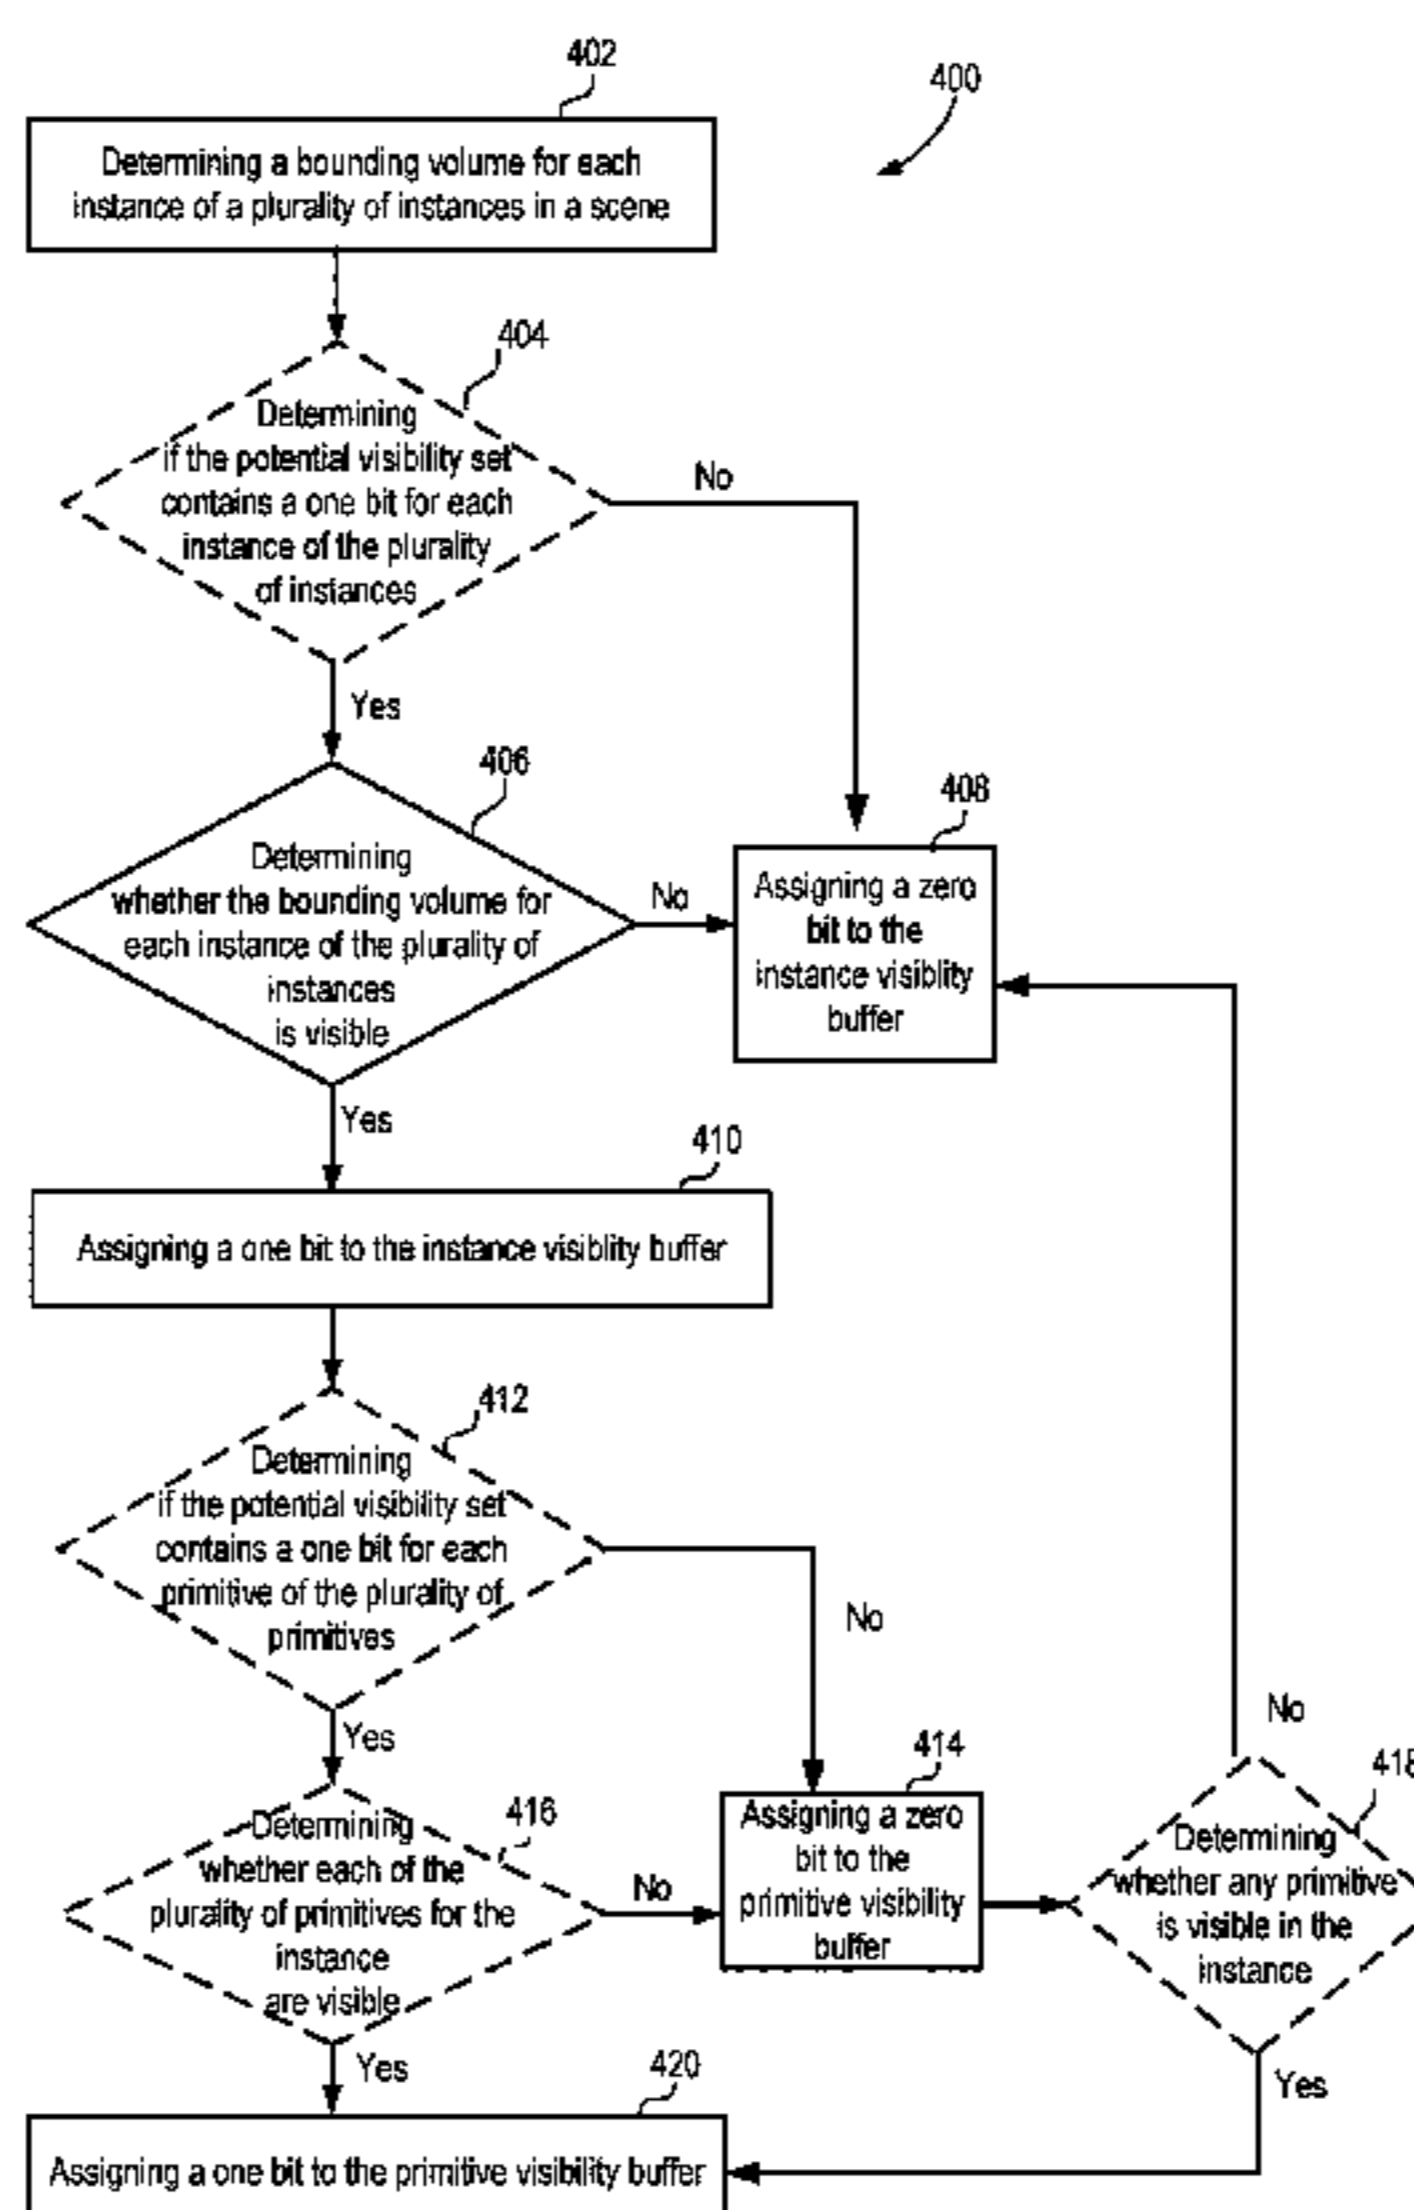 402
400
Determining a bounding volume for each
instance of a plurality of instances in a scene
404
Determining
if the potential visibility set
contains a one bit for each
instance of the plurality
of instances
No
Yes
406
Determining
whether the bounding volume for
each instance of the plurality of
instances
is visible
No
408
Assigning a zero
bit to the
instance visiblity
buffer
Yes
410
Assigning a one bit to the instance visiblity buffer
412
Determining
if the potential visibility set
contains a one bit for each
primitive of the plurality of
primitives
No
Yes
416
Determining
whether each of the
plurality of primitives for the
instance
are visible
No
414
Assigning a zero
bit to the
primitive visibility
buffer
No
418
Determining
whether any primitive
is visible in the
instance
Yes
Yes
420
Assigning a one bit to the primitive visibility buffer